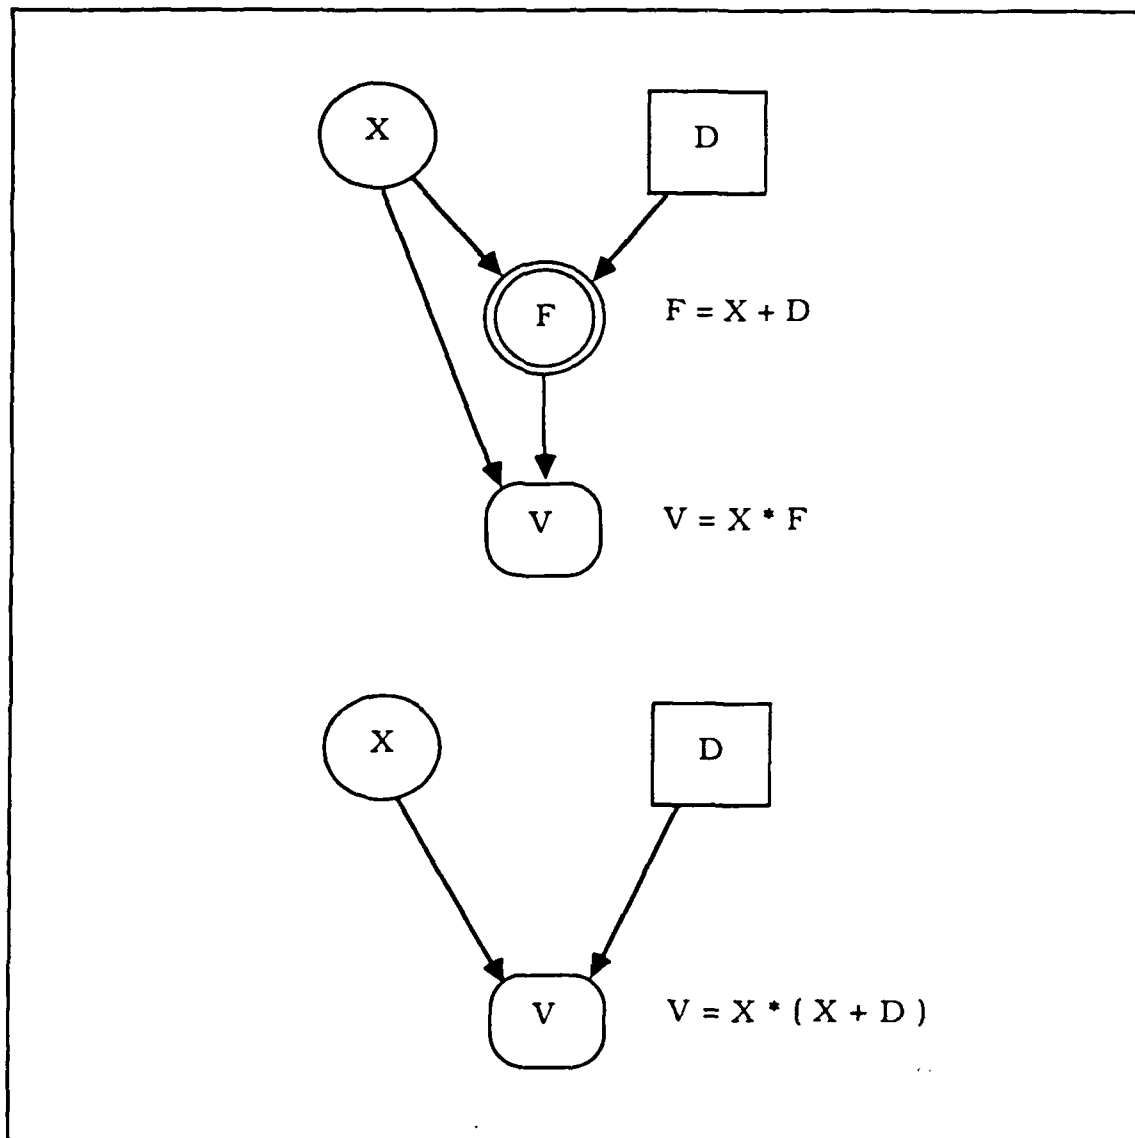 X
D
F
F = X + D
V
V = X * F
X
D
V
V = X * ( X + D )